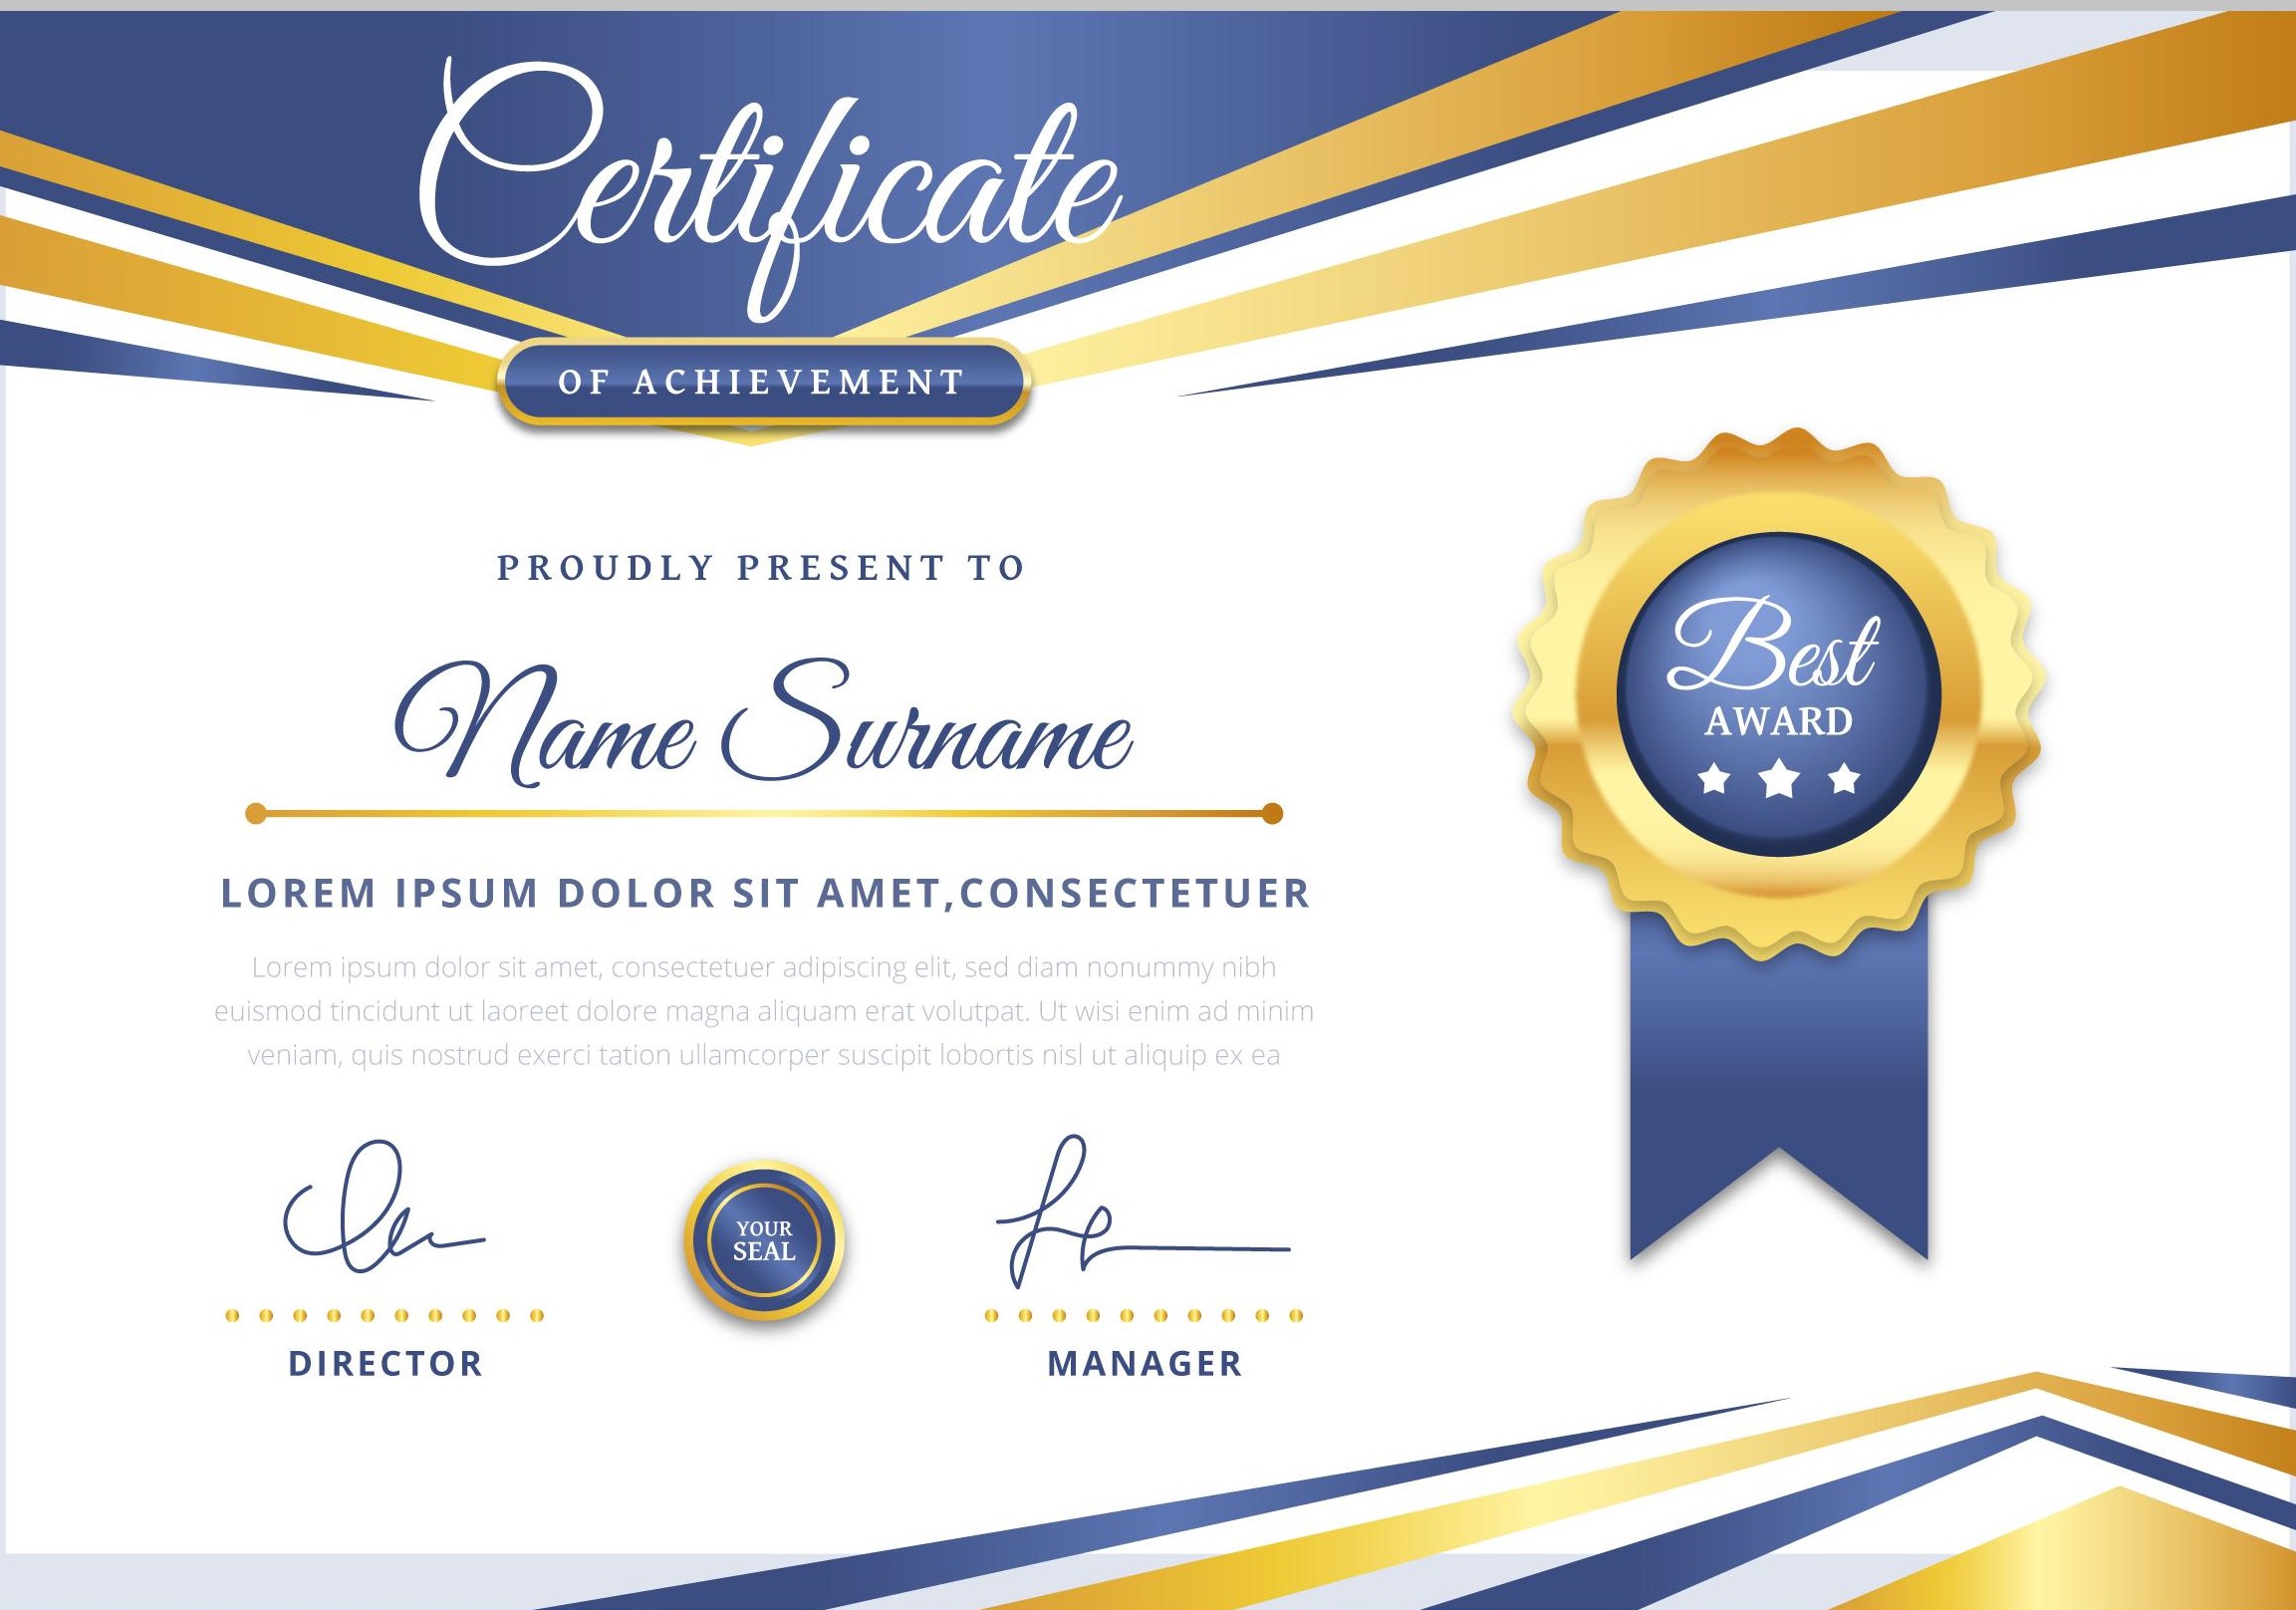 Certificate
OF ACHIEVEMENT
PROUDLY PRESENT TO
Name Surname
LOREM IPSUM DOLOR SIT AMET,CONSECTETUER
Lorem ipsum dolor sit amet, consectetuer adipiscing elit, sed diam nonummy nibh
euismod tincidunt ut laoreet dolore magna aliquam erat volutpat. Ut wisi enim ad minim
veniam, quis nostrud exerci tation ullamcorper suscipit lobortis nisl ut aliquip ex ea
DIRECTOR
YOUR
SEAL
MANAGER
Best
AWARD